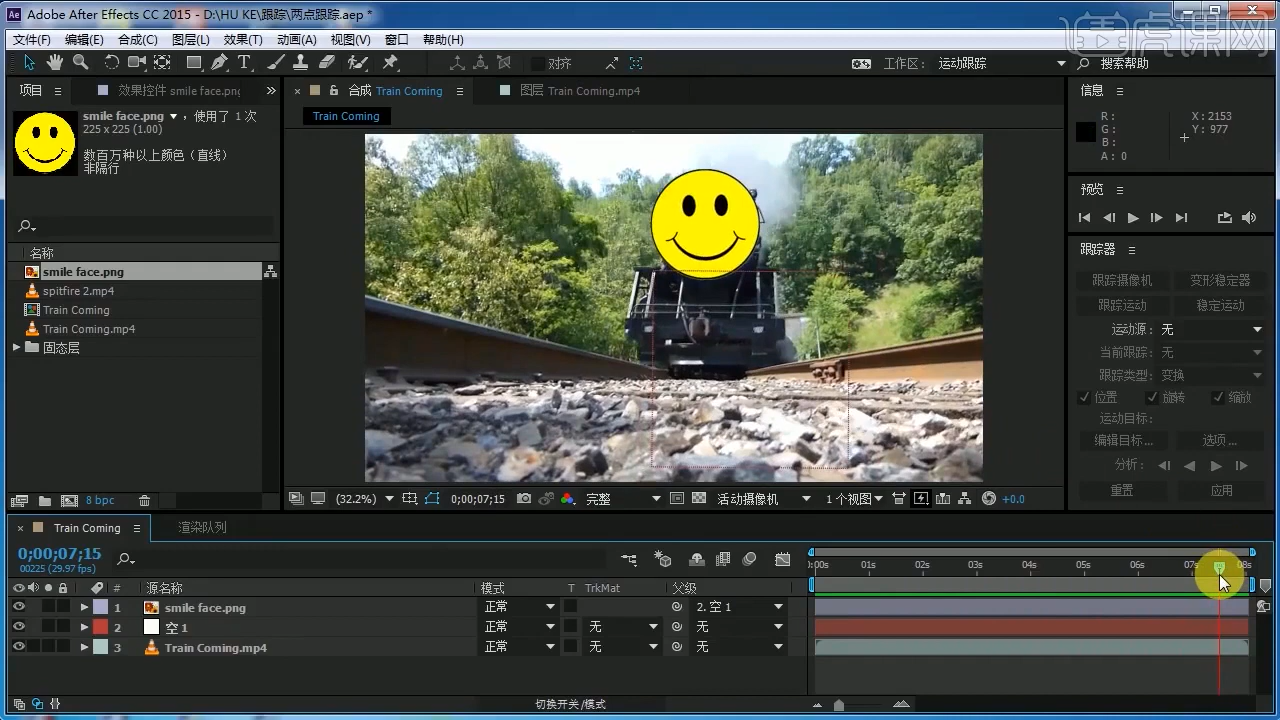 Adobe After Effects CC 2015 - D:\HU KE\跟踪\两点跟踪.aep *
虎课网
文件(F) 编辑(E) 合成(C) 图层(L) 效果(T) 动画(A) 视图(V) 窗口 帮助(H)
对齐 工作区: 运动跟踪 搜索帮助
项目 效果控件 smile face.png
smile face.png ,使用了 1 次
225 x 225 (1.00)
数百万种以上颜色(直线)
非隔行
名称
smile face.png
spitfire 2.mp4
Train Coming
Train Coming.mp4
固态层
8 bpc
合成 Train Coming 图层 Train Coming.mp4
Train Coming
(32.2%) 0;00;07;15 完整 活动摄像机 1 个视图 +0.0
信息
R: X: 2153
G: Y: 977
B:
A: 0
预览
跟踪器
跟踪摄像机 变形稳定器
跟踪运动 稳定运动
运动源: 无
当前跟踪: 无
跟踪类型: 变换
位置 旋转 缩放
运动目标:
编辑目标... 选项...
分析:
重置 应用
Train Coming 渲染队列
0;00;07;15
00225 (29.97 fps)
:00s 01s 02s 03s 04s 05s 06s 07s 08s
# 源名称 模式 T TrkMat 父级
1 smile face.png 正常 2. 空 1
2 空 1 正常 无 无
3 Train Coming.mp4 正常 无 无
切换开关/模式